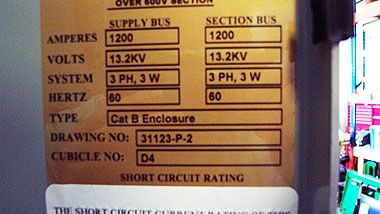 OVER 600V SECTION
SUPPLY BUS SECTION BUS
AMPERES 1200 1200
VOLTS 13.2KV 13.2KV
SYSTEM 3 PH, 3 W 3 PH, 3 W
HERTZ 60 60
TYPE Cat B Enclosure
DRAWING NO: 31123-P-2
CUBICLE NO: D4
SHORT CIRCUIT RATING
THE SHORT CIRCUIT CURRENT RATING OF THIS